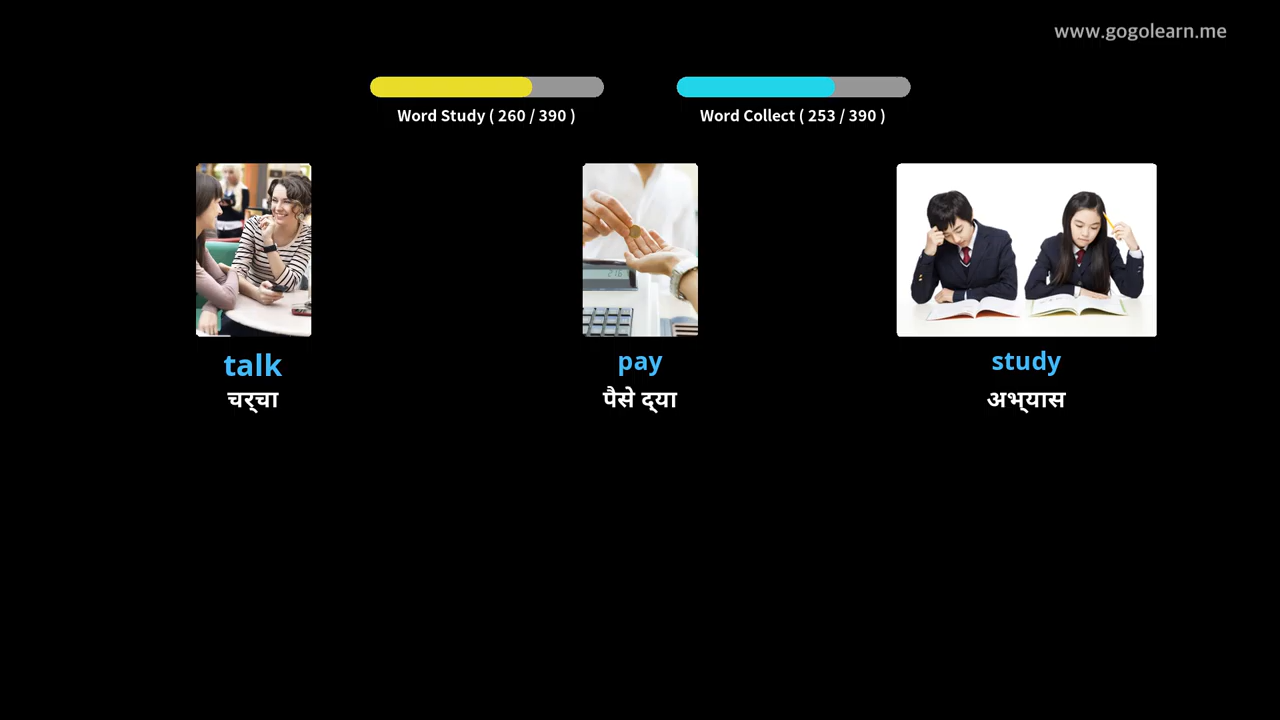 www.gogolearn.me
Word Study ( 260 / 390 )
Word Collect ( 253 / 390 )
talk
चर्‌चा
pay
पैसे द्‌या
study
अभ्‌यास